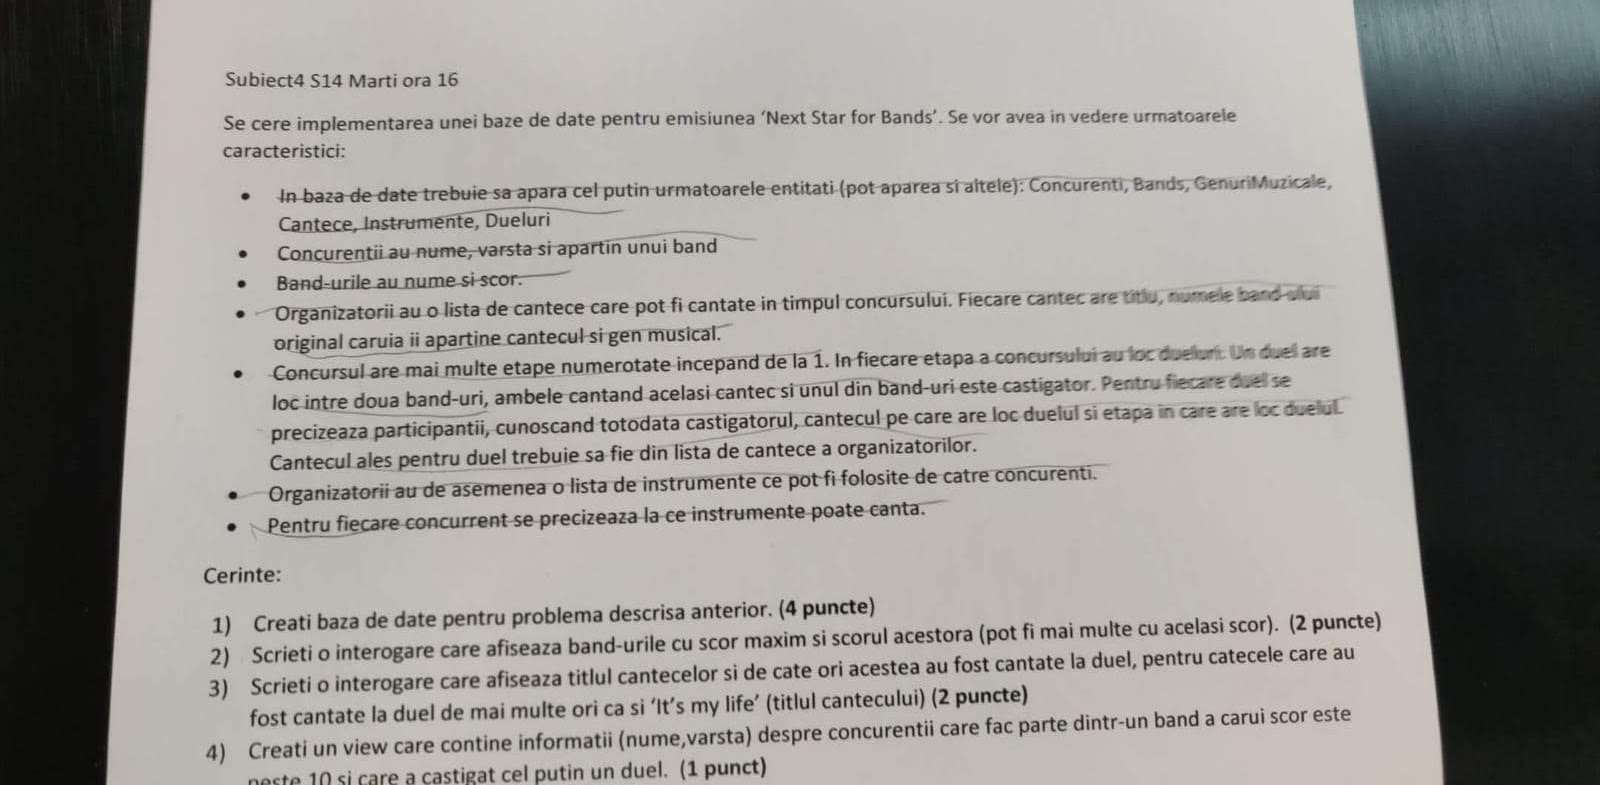 Subiect4 S14 Marti ora 16
Se cere implementarea unei baze de date pentru emisiunea ‘Next Star for Bands’. Se vor avea in vedere urmatoarele
caracteristici:
• In baza de date trebuie sa apara cel putin urmatoarele entitati (pot aparea si altele): Concurenti, Bands, GenuriMuzicale,
Cantece, Instrumente, Dueluri
• Concurentii au nume, varsta si apartin unui band
• Band-urile au nume si scor.
• Organizatorii au o lista de cantece care pot fi cantate in timpul concursului. Fiecare cantec are titlu, numele band-ului
original caruia ii apartine cantecul si gen musical.
• Concursul are mai multe etape numerotate incepand de la 1. In fiecare etapa a concursului au loc dueluri. Un duel are
loc intre doua band-uri, ambele cantand acelasi cantec si unul din band-uri este castigator. Pentru fiecare duel se
precizeaza participantii, cunoscand totodata castigatorul, cantecul pe care are loc duelul si etapa in care are loc duelul.
Cantecul ales pentru duel trebuie sa fie din lista de cantece a organizatorilor.
• Organizatorii au de asemenea o lista de instrumente ce pot fi folosite de catre concurenti.
• Pentru fiecare concurrent se precizeaza la ce instrumente poate canta.
Cerinte:
1) Creati baza de date pentru problema descrisa anterior. (4 puncte)
2) Scrieti o interogare care afiseaza band-urile cu scor maxim si scorul acestora (pot fi mai multe cu acelasi scor). (2 puncte)
3) Scrieti o interogare care afiseaza titlul cantecelor si de cate ori acestea au fost cantate la duel, pentru catecele care au
fost cantate la duel de mai multe ori ca si ‘It’s my life’ (titlul cantecului) (2 puncte)
4) Creati un view care contine informatii (nume,varsta) despre concurentii care fac parte dintr-un band a carui scor este
peste 10 si care a castigat cel putin un duel. (1 punct)